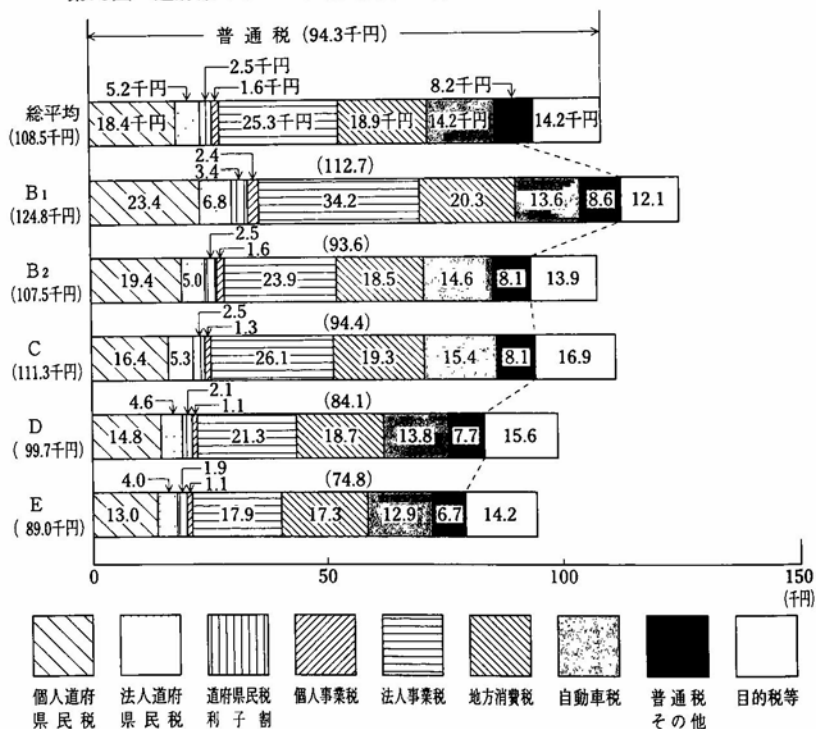 普通税(94.3千円)
2.5千円
5.2千円 1.6千円 8.2千円
総平均
(108.5千円)
18.4千円 25.3千円 18.9千円 14.2千円 14.2千円
2.4
3.4 (112.7)
B1
(124.8千円)
23.4 6.8 34.2 20.3 13.6 8.6 12.1
2.5
1.6 (93.6)
B2
(107.5千円)
19.4 5.0 23.9 18.5 14.6 8.1 13.9
2.5
1.3 (94.4)
C
(111.3千円)
16.4 5.3 26.1 19.3 15.4 8.1 16.9
2.1
4.6 1.1 (84.1)
D
(99.7千円)
14.8 21.3 18.7 13.8 7.7 15.6
1.9
4.0 1.1 (74.8)
E
(89.0千円)
13.0 17.9 17.3 12.9 6.7 14.2
0 50 100 150
(千円)
個人道府県民税
法人道府県民税
道府県民税利子割
個人事業税
法人事業税
地方消費税
自動車税
普通税その他
目的税等